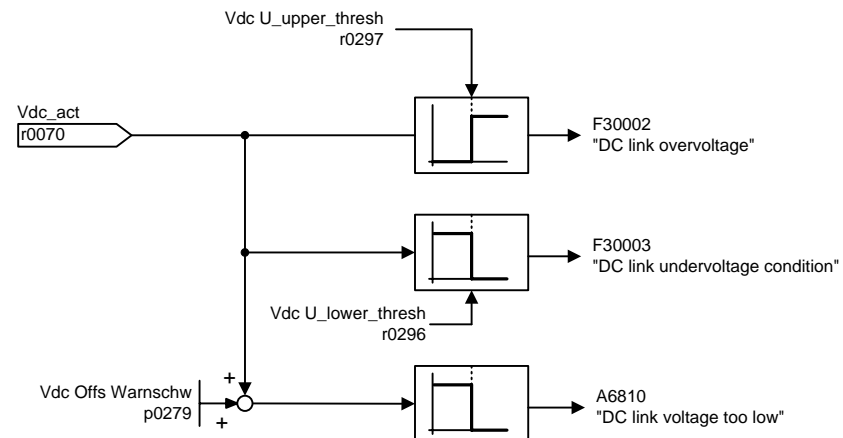 Vdc U_upper_thresh
r0297
Vdc_act
r0070
F30002
"DC link overvoltage"
F30003
"DC link undervoltage condition"
Vdc U_lower_thresh
r0296
Vdc Offs Warnschw
p0279
+
+
A6810
"DC link voltage too low"